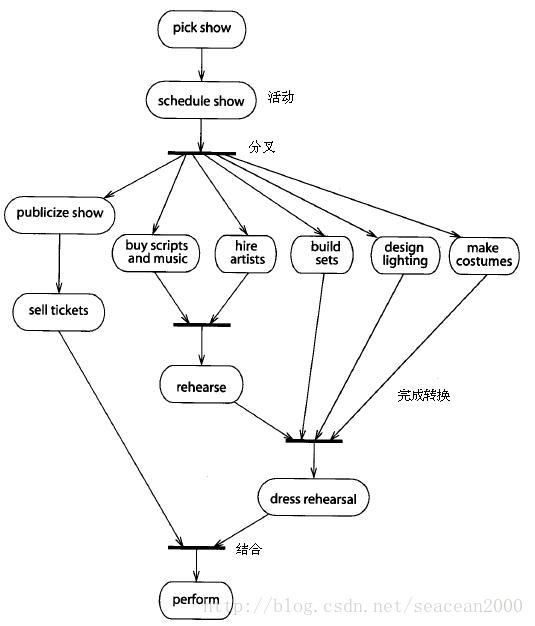 pick show
schedule show
活动
分叉
publicize show
buy scripts
and music
hire
artists
build
sets
design
lighting
make
costumes
sell tickets
rehearse
完成转换
dress rehearsal
结合
perform
http://blog.csdn.net/seacean2000